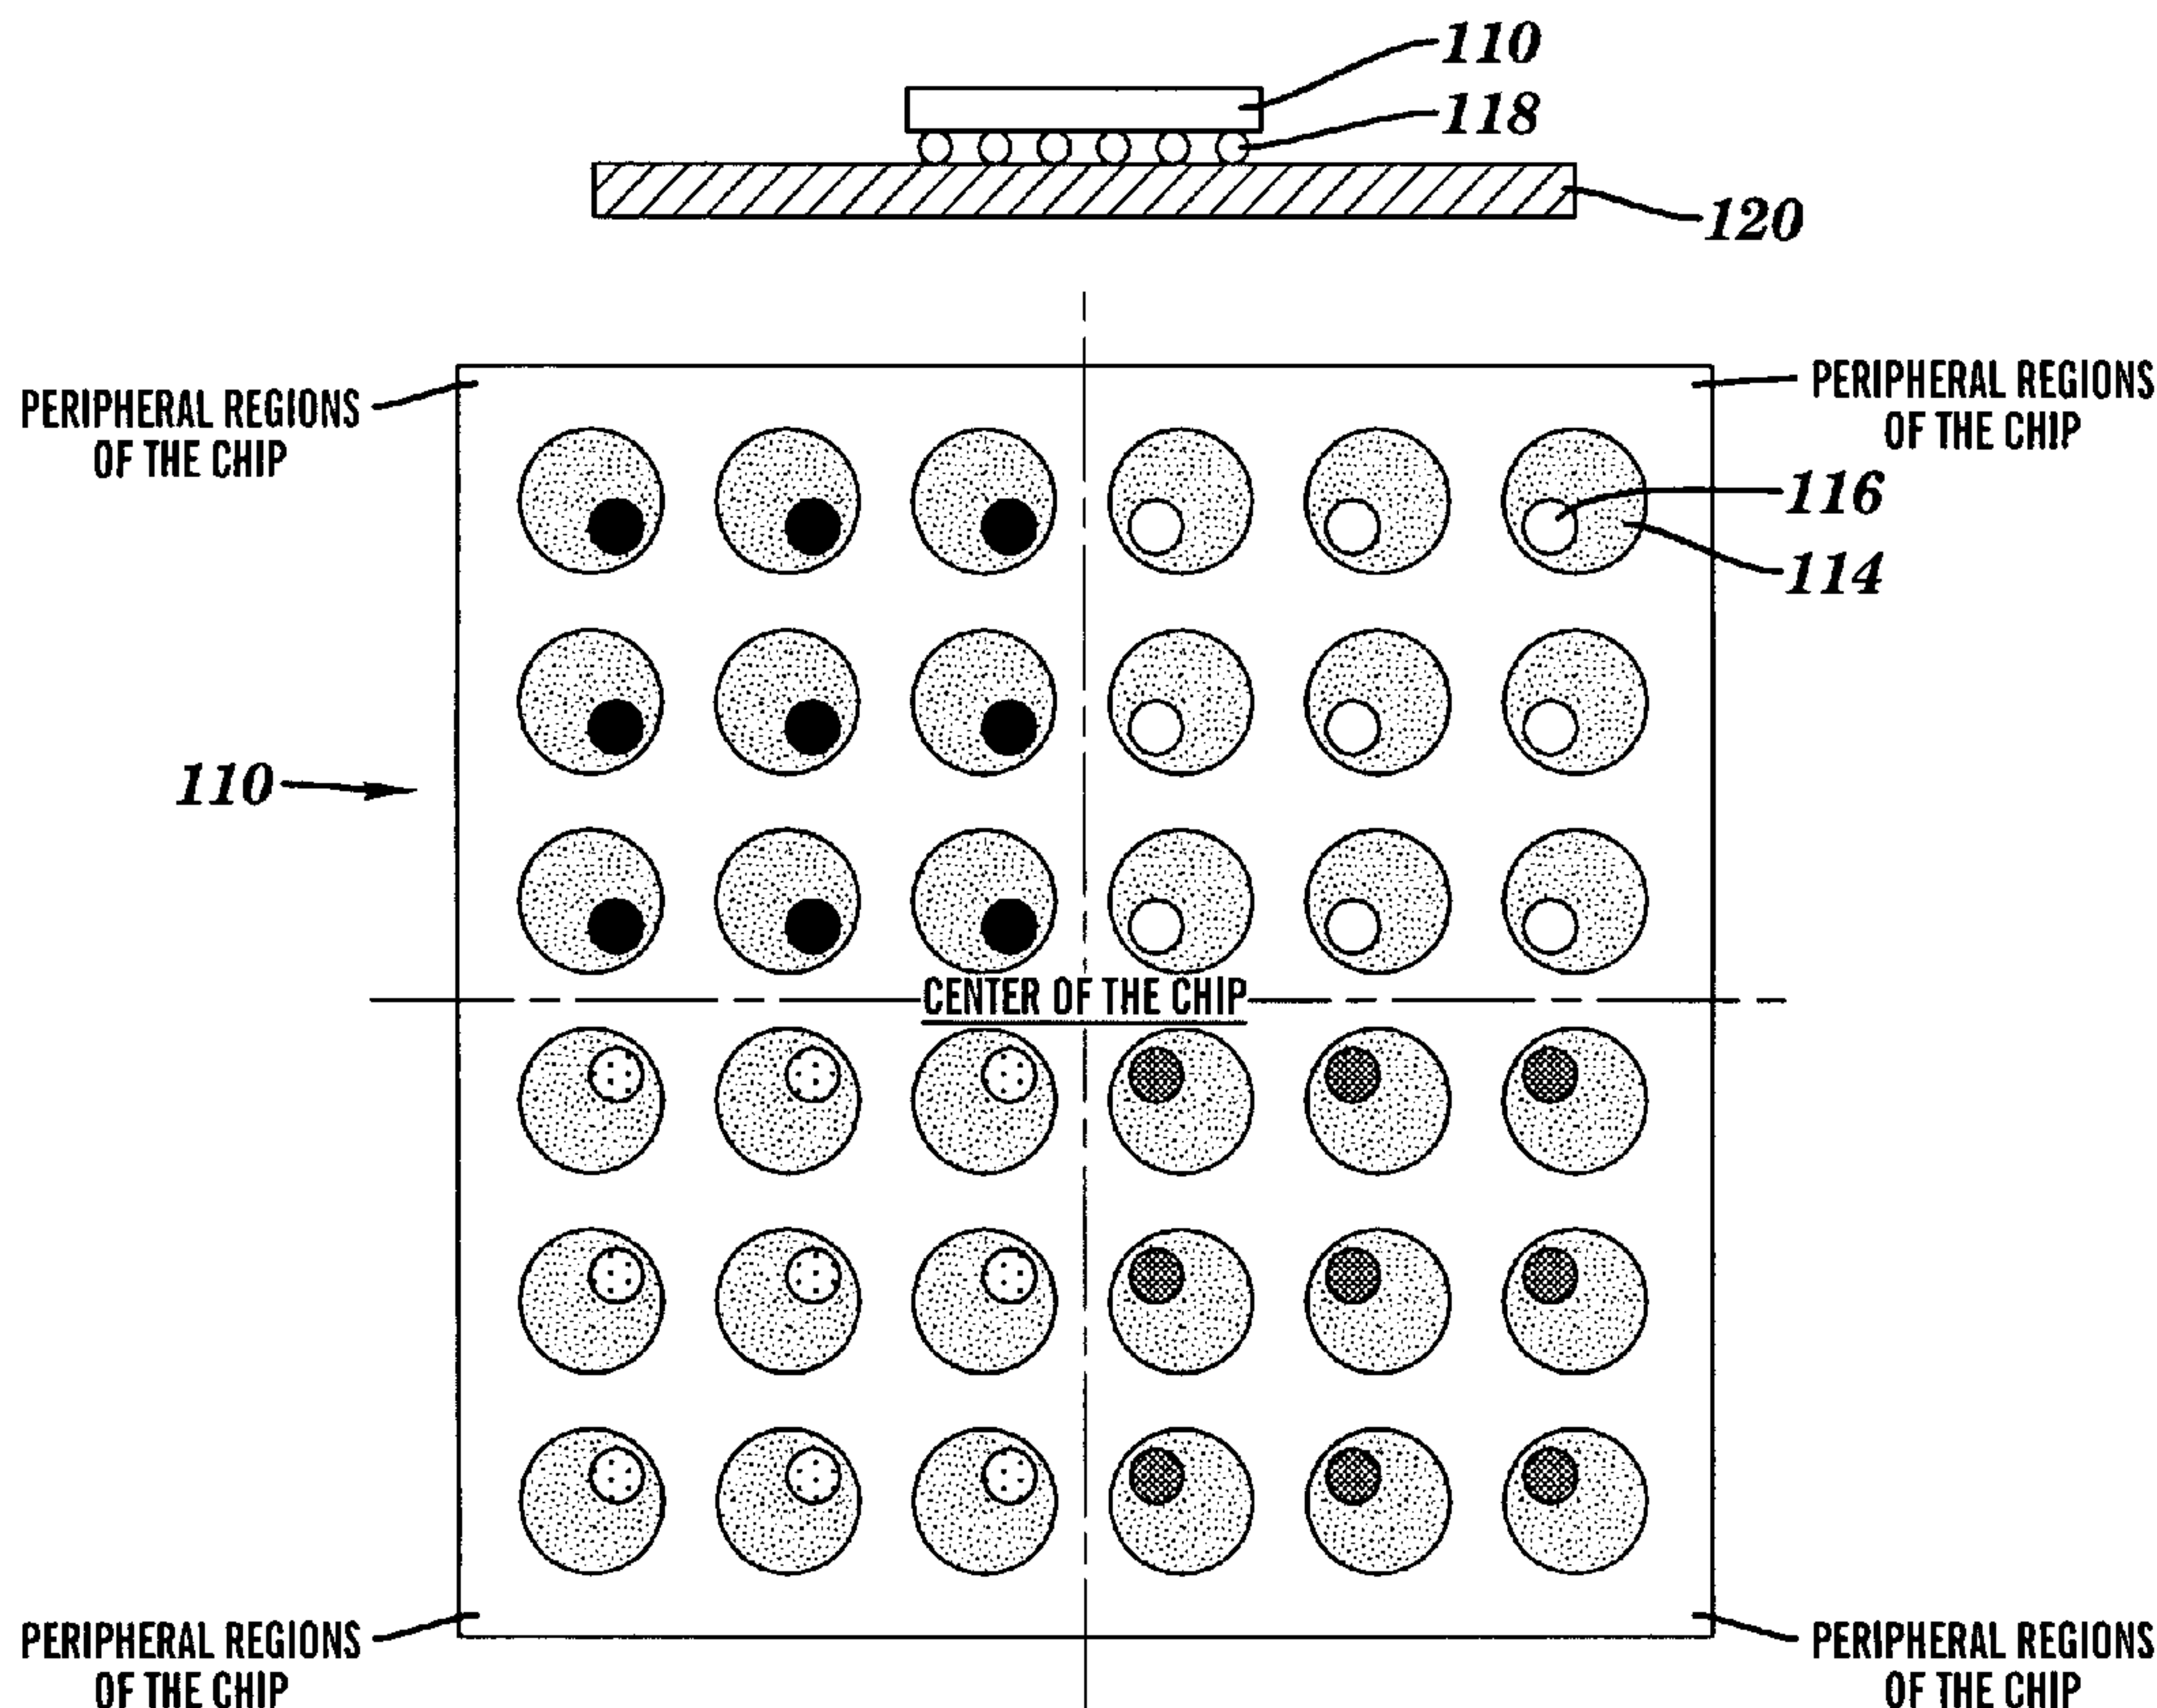 110
118
120
PERIPHERAL REGIONS
OF THE CHIP
PERIPHERAL REGIONS
OF THE CHIP
116
114
110
CENTER OF THE CHIP
PERIPHERAL REGIONS
OF THE CHIP
PERIPHERAL REGIONS
OF THE CHIP